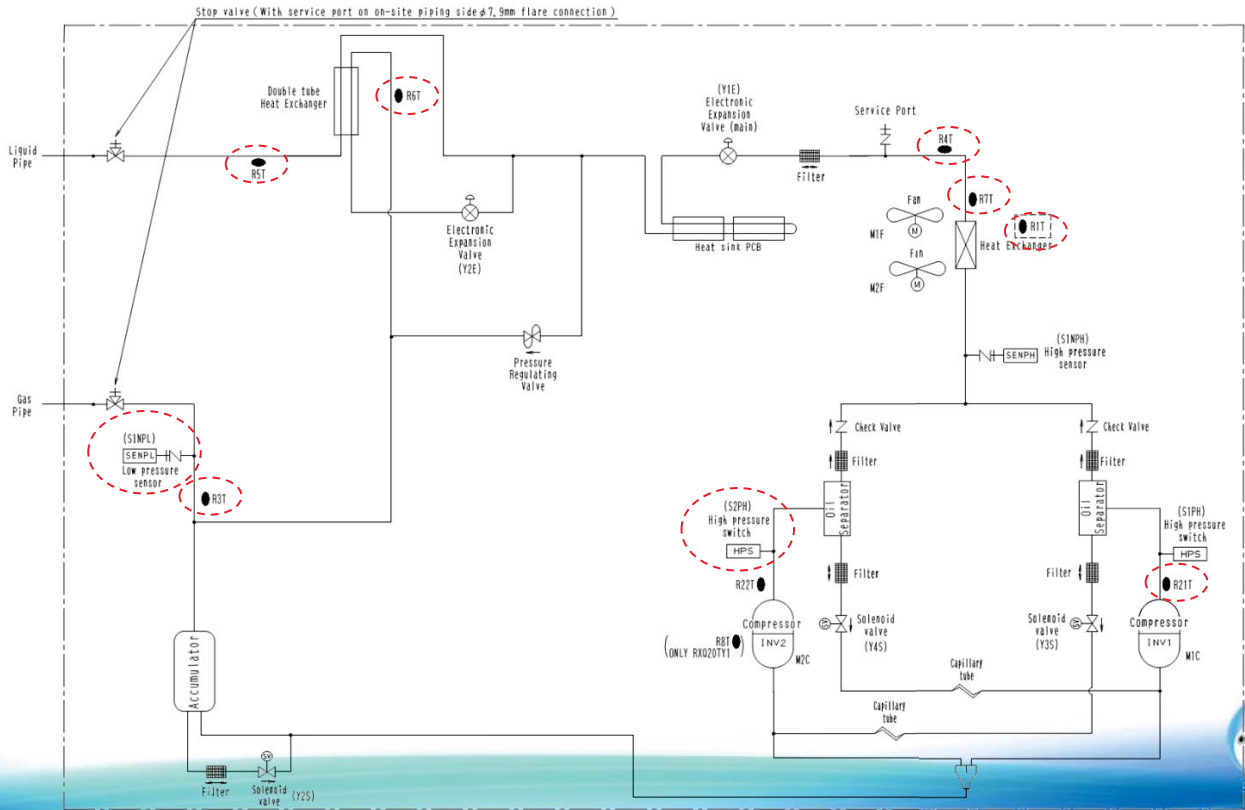 Stop valve (With service port on on-site piping side ø7.9mm flare connection)
Double tube
Heat Exchanger
R6T
(Y1E)
Electronic
Expansion
Valve (main)
Service Port
R4T
Liquid
Pipe
R5T
Filter
R7T
Fan
M1F
M
R1T
Heat Exchanger
Heat sink PCB
Electronic
Expansion
Valve
(Y2E)
Fan
M2F
M
(S1NPH)
SENPH
High pressure
sensor
Pressure
Regulating
Valve
Gas
Pipe
(S1NPL)
SENPL
Low pressure
sensor
R3T
Check Valve
Check Valve
Filter
Filter
Oil
Separator
Oil
Separator
(S2PH)
High pressure
switch
HPS
(S1PH)
High pressure
switch
HPS
Filter
Filter
R22T
R21T
Compressor
INV2
M2C
R8T
(ONLY RXQ20TY1)
SV
Solenoid
valve
(Y4S)
SV
Solenoid
valve
(Y3S)
Compressor
INV1
M1C
Accumulator
Capillary
tube
Capillary
tube
SV
Filter
Solenoid
valve (Y2S)